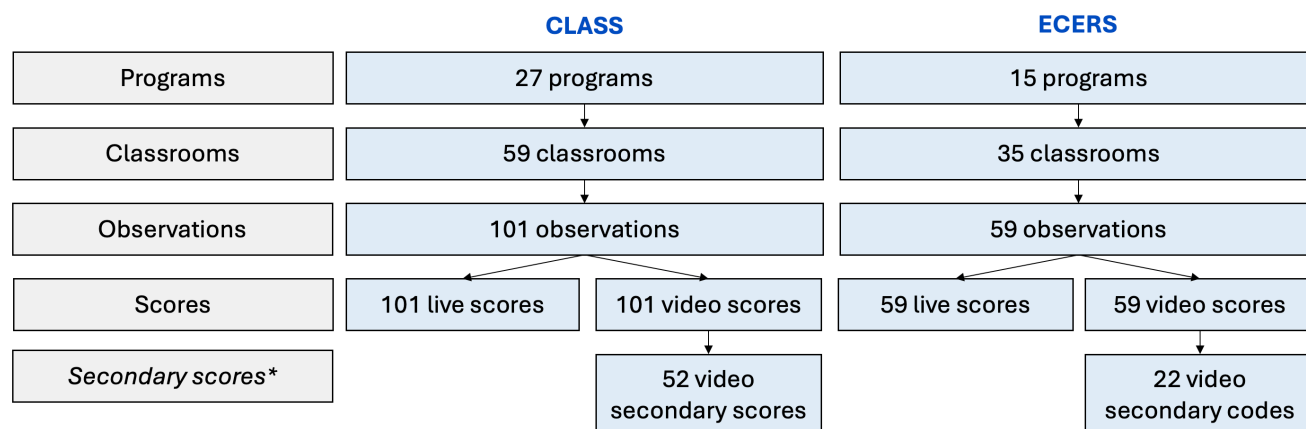 CLASS
ECERS
Programs
27 programs
15 programs
Classrooms
59 classrooms
35 classrooms
Observations
101 observations
59 observations
Scores
101 live scores
101 video scores
59 live scores
59 video scores
Secondary scores*
52 video
secondary scores
22 video
secondary codes